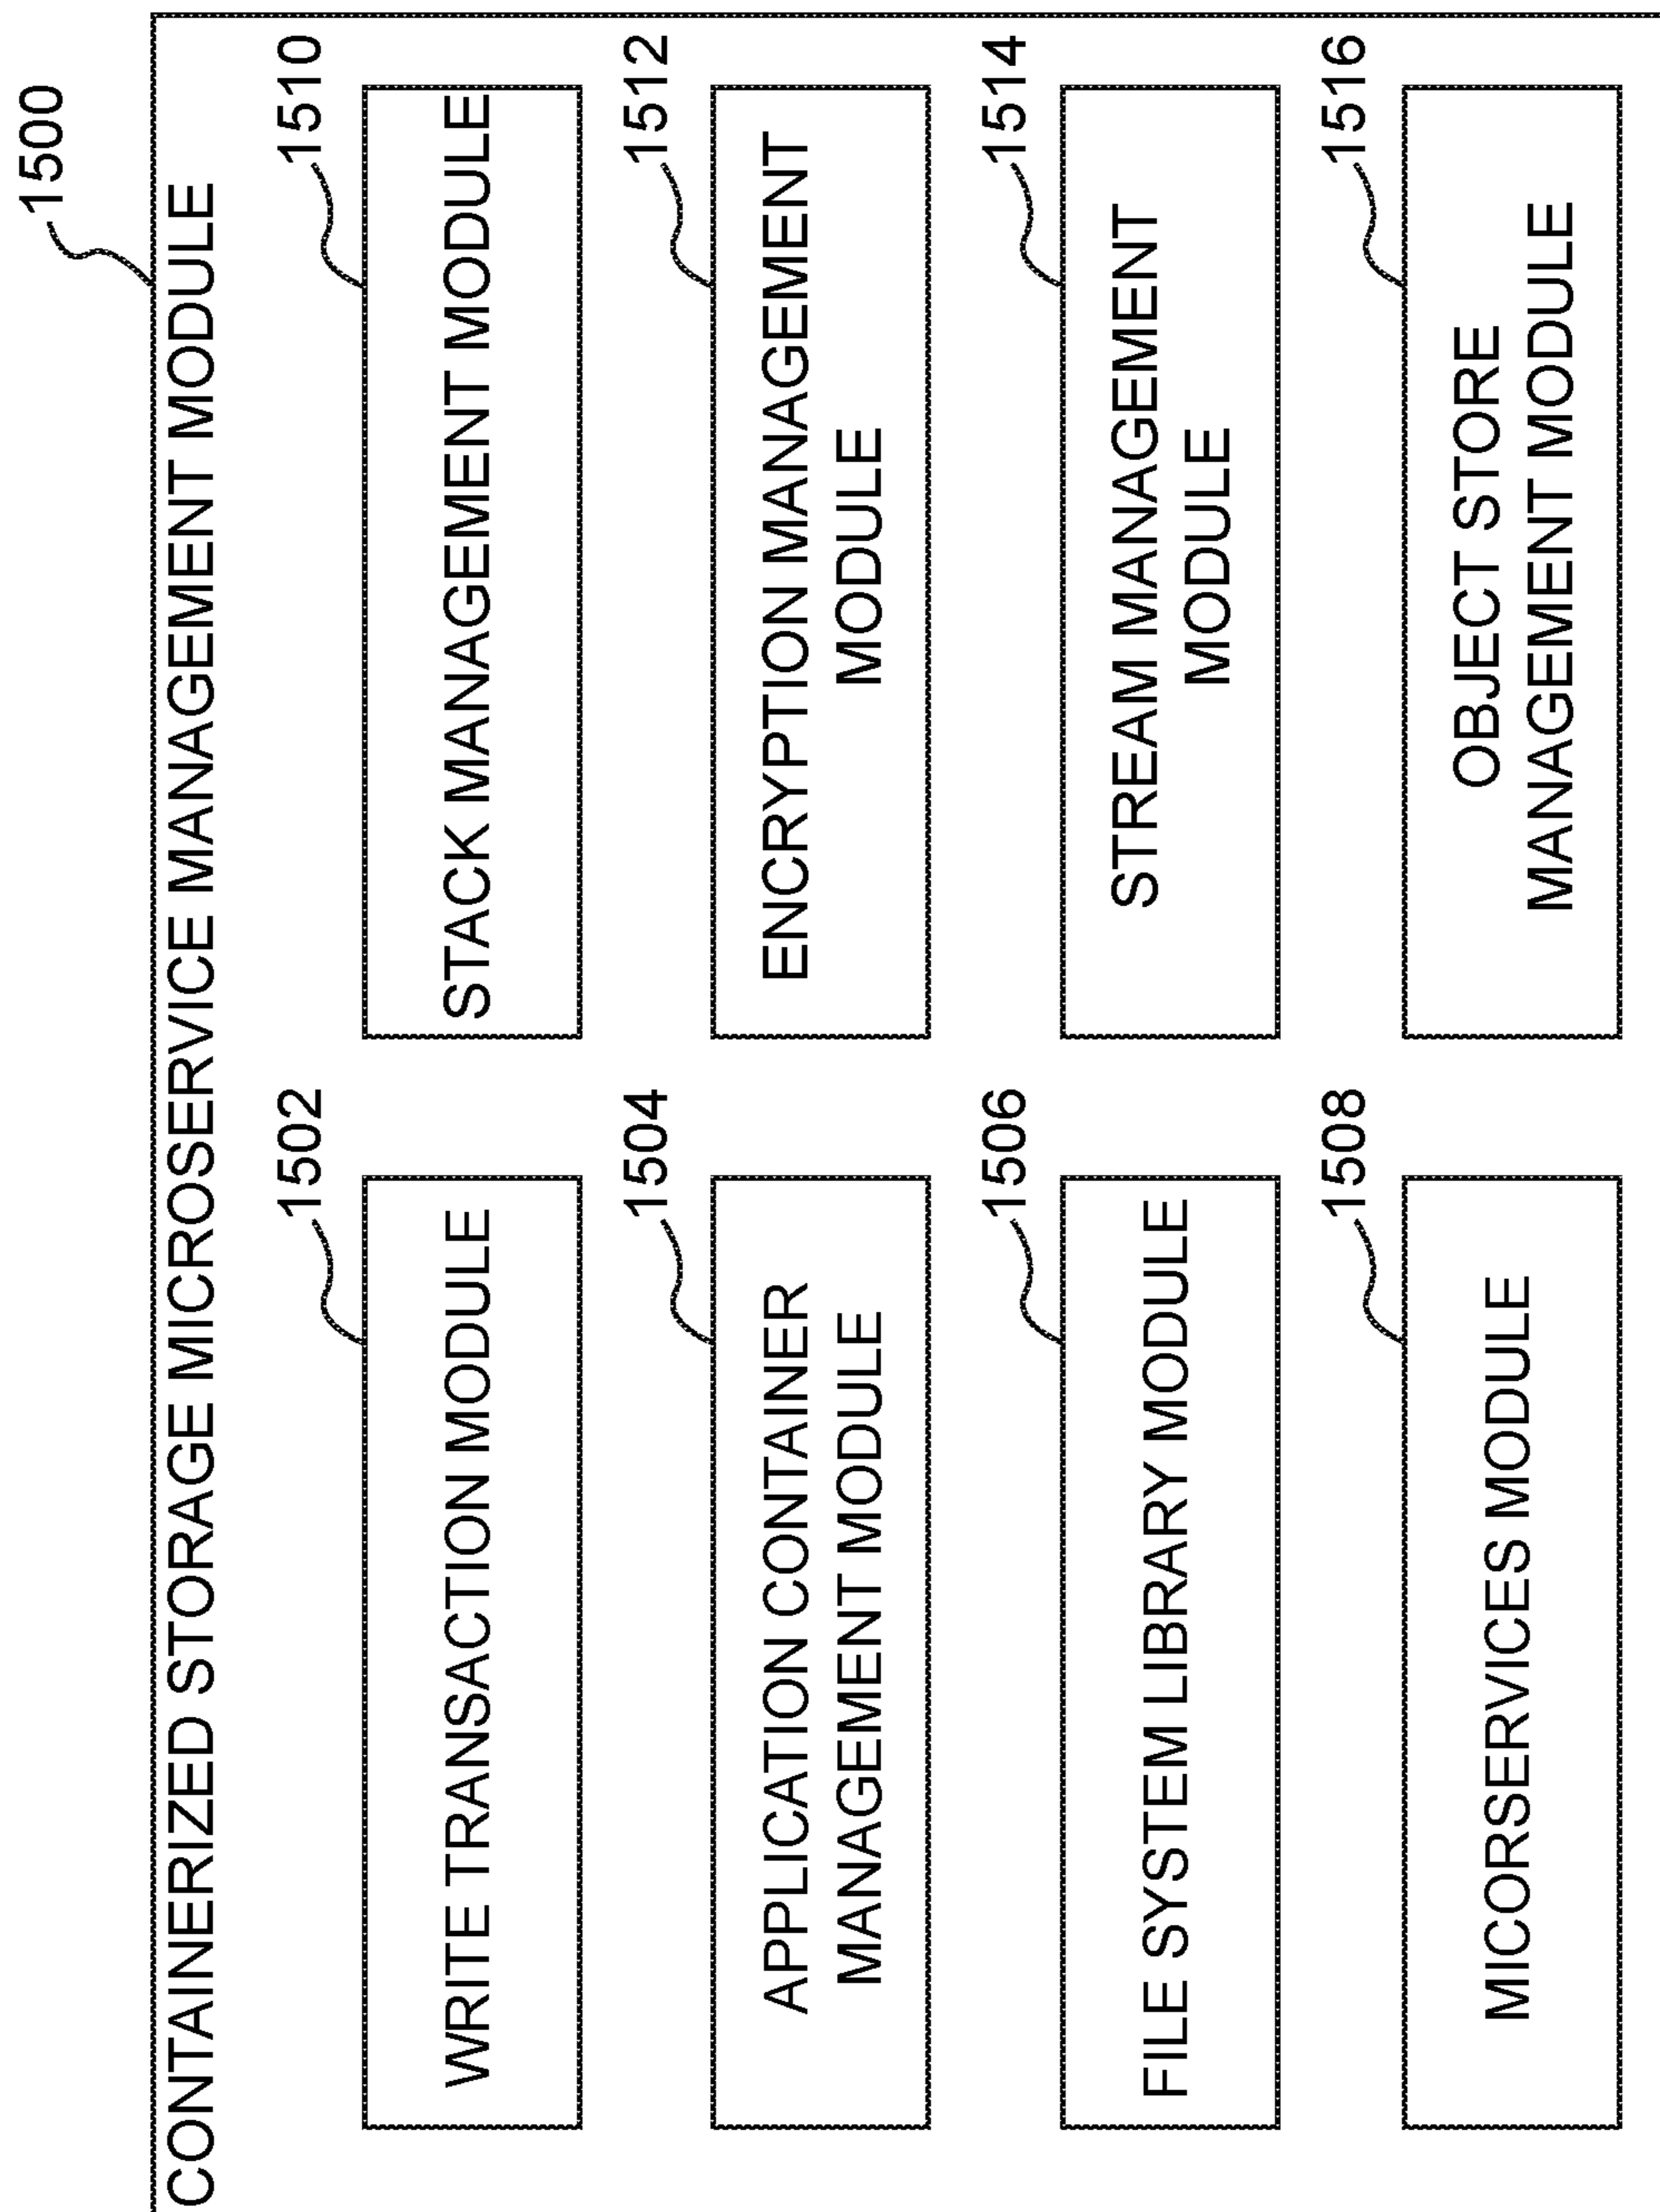 1500
CONTAINERIZED STORAGE MICROSERVICE MANAGEMENT MODULE
1502
WRITE TRANSACTION MODULE
1510
STACK MANAGEMENT MODULE
1504
APPLICATION CONTAINER
MANAGEMENT MODULE
1512
ENCRYPTION MANAGEMENT
MODULE
1506
FILE SYSTEM LIBRARY MODULE
1514
STREAM MANAGEMENT
MODULE
1508
MICORSERVICES MODULE
1516
OBJECT STORE
MANAGEMENT MODULE